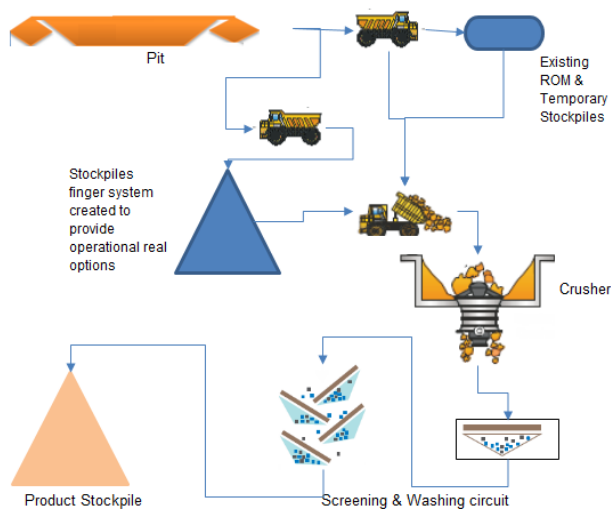 Pit
Existing
ROM &
Temporary
Stockpiles
Stockpiles
finger system
created to
provide
operational real
options
Crusher
Product Stockpile
Screening & Washing circuit